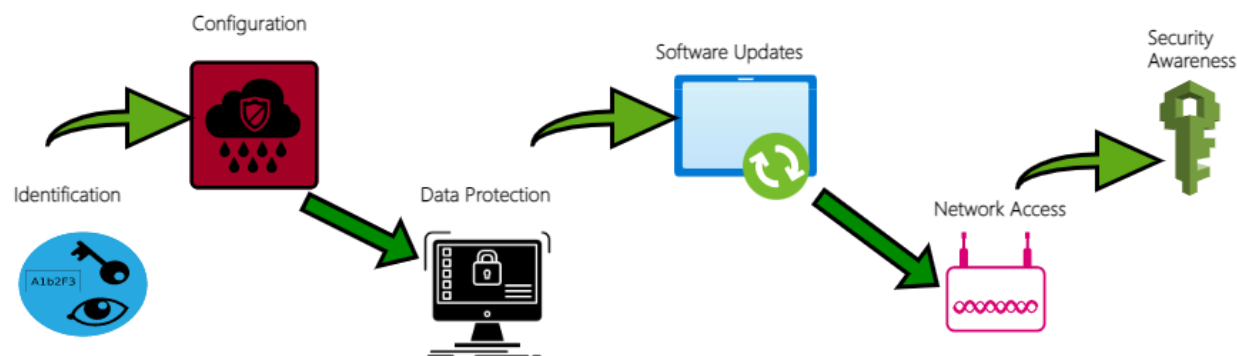 Configuration
Software Updates
Security
Awareness
Identification
Data Protection
Network Access
A1b2F3